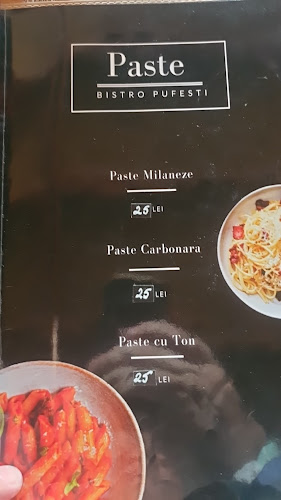 Paste
BISTRO PUFESTI
Paste Milaneze
25 LEI
Paste Carbonara
25 LEI
Paste cu Ton
25 LEI